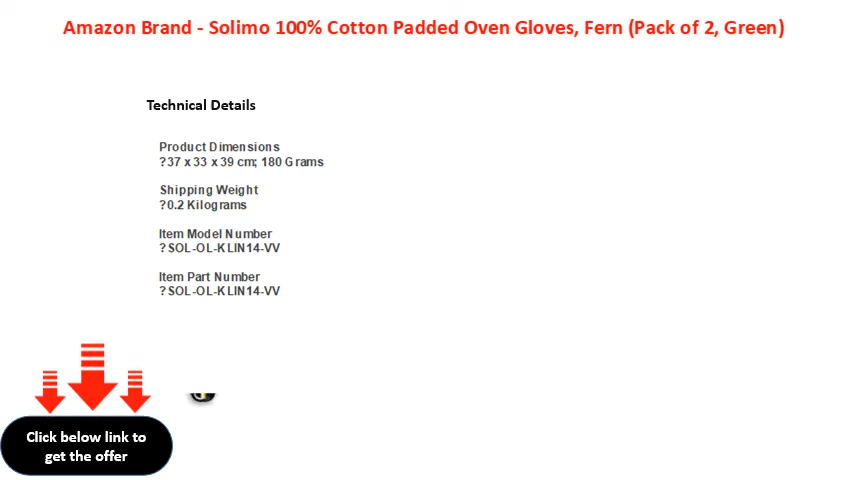 Amazon Brand - Solimo 100% Cotton Padded Oven Gloves, Fern (Pack of 2, Green)
Technical Details
Product Dimensions
?37 x 33 x 39 cm; 180 Grams
Shipping Weight
?0.2 Kilograms
Item Model Number
?SOL-OL-KLIN14-VV
Item Part Number
?SOL-OL-KLIN14-VV
Click below link to
get the offer